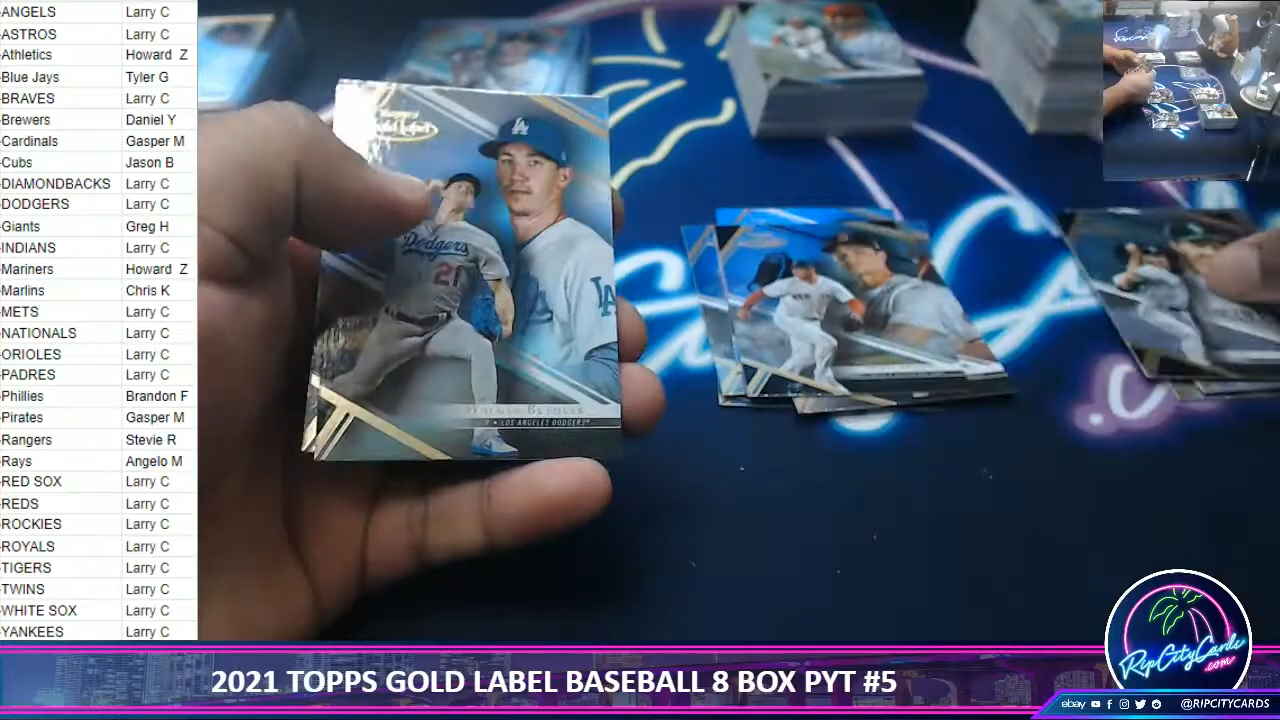 -ANGELS Larry C
-ASTROS Larry C
-Athletics Howard Z
-Blue Jays Tyler G
-BRAVES Larry C
-Brewers Daniel Y
-Cardinals Gasper M
-Cubs Jason B
-DIAMONDBACKS Larry C
-DODGERS Larry C
-Giants Greg H
-INDIANS Larry C
-Mariners Howard Z
-Marlins Chris K
-METS Larry C
-NATIONALS Larry C
-ORIOLES Larry C
-PADRES Larry C
-Phillies Brandon F
-Pirates Gasper M
-Rangers Stevie R
-Rays Angelo M
-RED SOX Larry C
-REDS Larry C
-ROCKIES Larry C
-ROYALS Larry C
-TIGERS Larry C
-TWINS Larry C
-WHITE SOX Larry C
-YANKEES Larry C
Label
LA
Dodgers
21
LA
WALKER BUEHLER
LOS ANGELES DODGERS
.C
RipCityCards
.com
2021 TOPPS GOLD LABEL BASEBALL 8 BOX PYT #5
ebay @RIPCITYCARDS